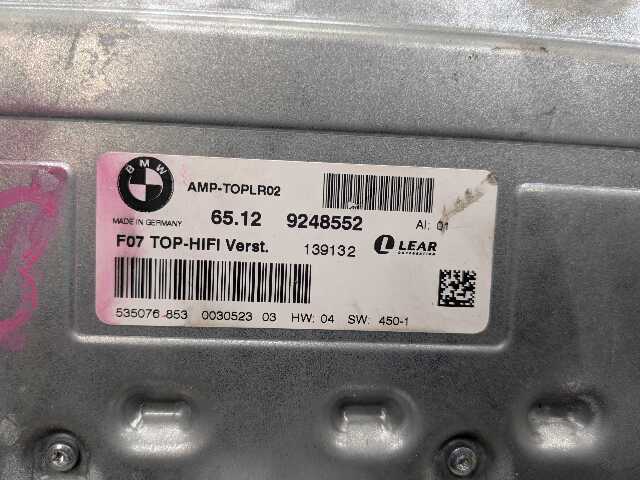 BMW
AMP-TOPLR02
MADE IN GERMANY
65.12 9248552 AI: 01
F07 TOP-HIFI Verst. 139132 LEAR
CORPORATION
535076 853 0030523 03 HW: 04 SW: 450-1